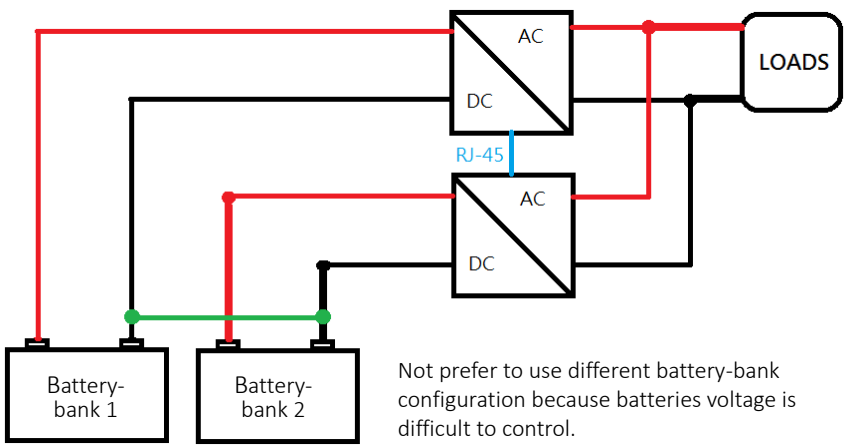 AC
LOADS
DC
RJ-45
AC
DC
Battery-
bank 1
Battery-
bank 2
Not prefer to use different battery-bank
configuration because batteries voltage is
difficult to control.